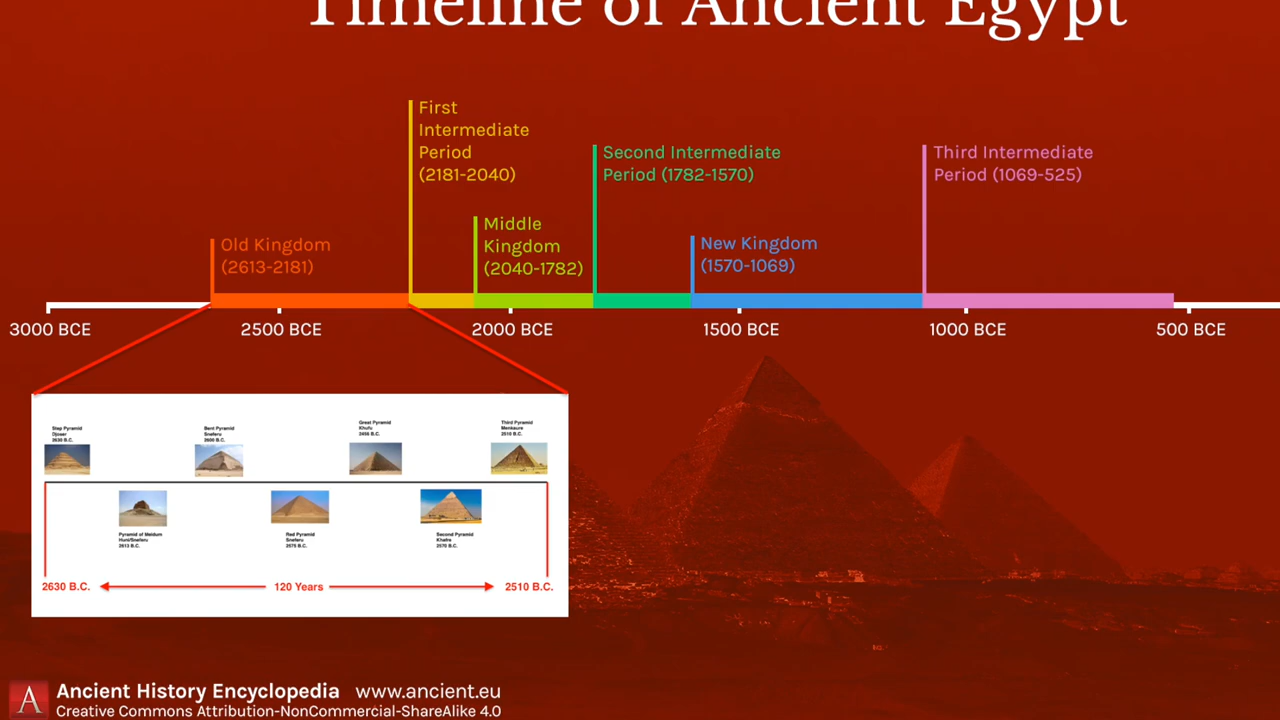 Timeline of Ancient Egypt
First
Intermediate
Period
(2181-2040)
Second Intermediate
Period (1782-1570)
Third Intermediate
Period (1069-525)
Middle
Kingdom
(2040-1782)
Old Kingdom
(2613-2181)
New Kingdom
(1570-1069)
3000 BCE
2500 BCE
2000 BCE
1500 BCE
1000 BCE
500 BCE
Step Pyramid
Djoser
2630 B.C.
Bent Pyramid
Sneferu
2600 B.C.
Great Pyramid
Khufu
B.C.
Third Pyramid
Menkaure
2510 B.C.
Pyramid of Meidum
Huni/Sneferu
2613 B.C.
Red Pyramid
Sneferu
2575 B.C.
Second Pyramid
Khafre
2570 B.C.
2630 B.C.
120 Years
2510 B.C.
A
Ancient History Encyclopedia www.ancient.eu
Creative Commons Attribution-NonCommercial-ShareAlike 4.0